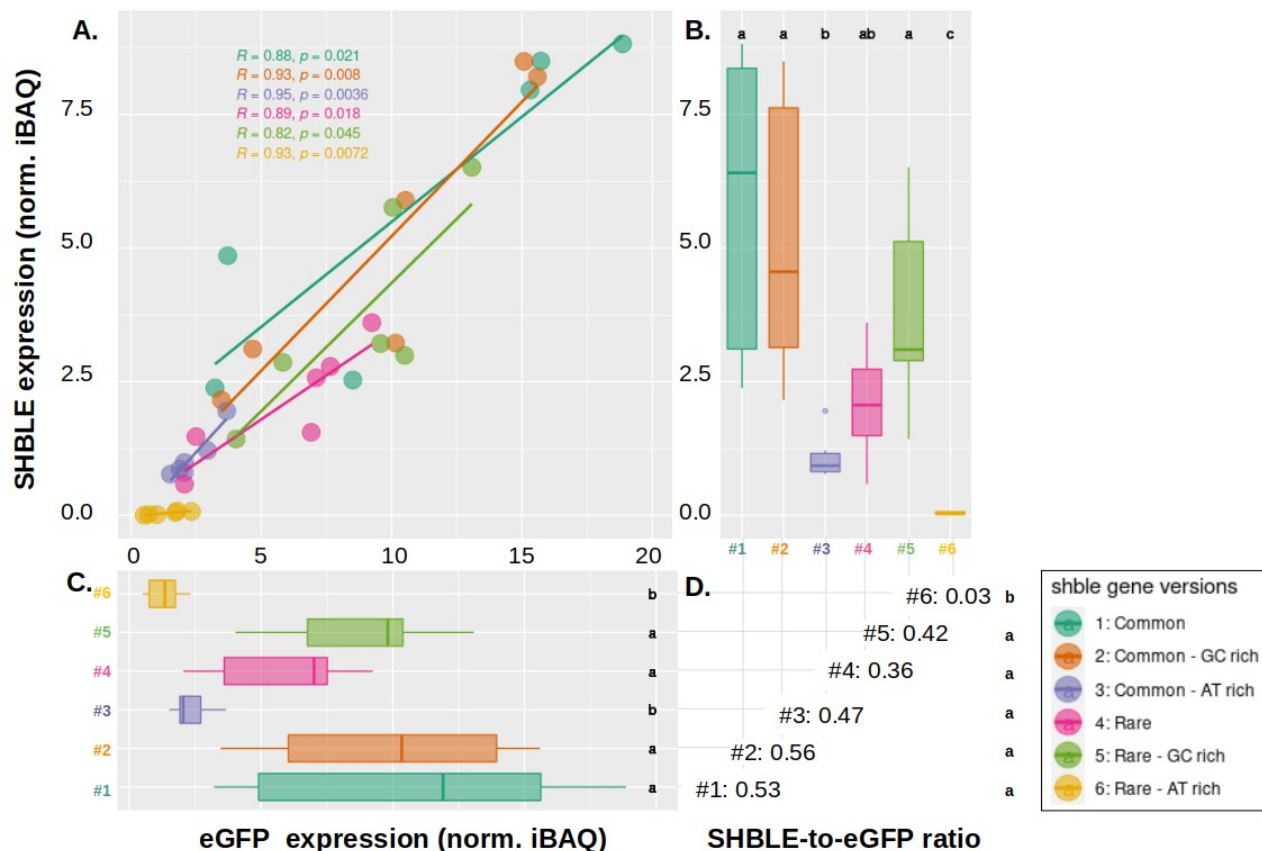 A.
B.
a a b ab a c
R = 0.88, p = 0.021
R = 0.93, p = 0.008
R = 0.95, p = 0.0036
R = 0.89, p = 0.018
R = 0.82, p = 0.045
R = 0.93, p = 0.0072
SHBLE expression (norm. iBAQ)
7.5
5.0
2.5
0.0
7.5
5.0
2.5
0.0
0 5 10 15 20
#1 #2 #3 #4 #5 #6
C.
D.
#6
b
#6: 0.03 b
#5
a
#5: 0.42 a
#4
a
#4: 0.36 a
#3
b
#3: 0.47 a
#2
a
#2: 0.56 a
#1
a
#1: 0.53 a
eGFP expression (norm. iBAQ)
SHBLE-to-eGFP ratio
shble gene versions
a 1: Common
a 2: Common - GC rich
a 3: Common - AT rich
a 4: Rare
a 5: Rare - GC rich
a 6: Rare - AT rich